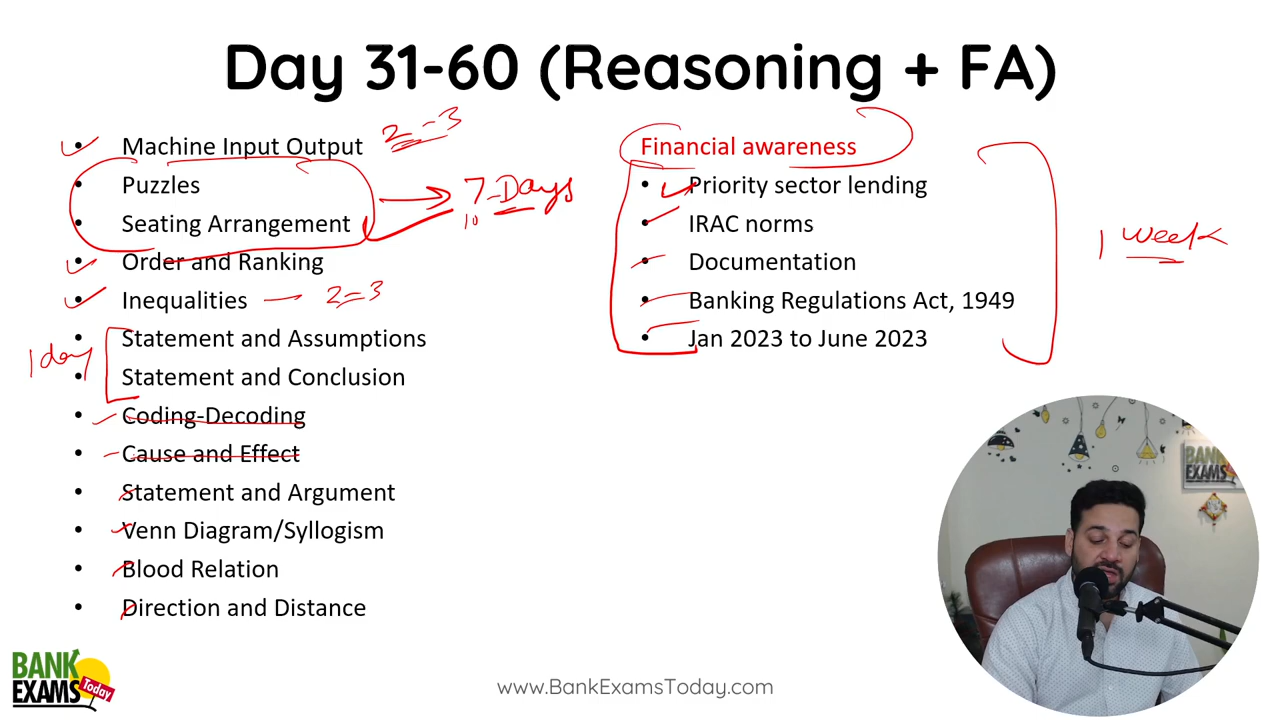 Day 31-60 (Reasoning + FA)
• Machine Input Output 2=3
• Puzzles
• Seating Arrangement
7-Days
10
• Order and Ranking
• Inequalities — 2=3
• Statement and Assumptions
1 day
• Statement and Conclusion
• Coding-Decoding
• Cause and Effect
• Statement and Argument
• Venn Diagram/Syllogism
• Blood Relation
• Direction and Distance
Financial awareness
• Priority sector lending
• IRAC norms
• Documentation
• Banking Regulations Act, 1949
• Jan 2023 to June 2023
1 week
BANK
EXAMS
BANK
EXAMS
Today
www.BankExamsToday.com